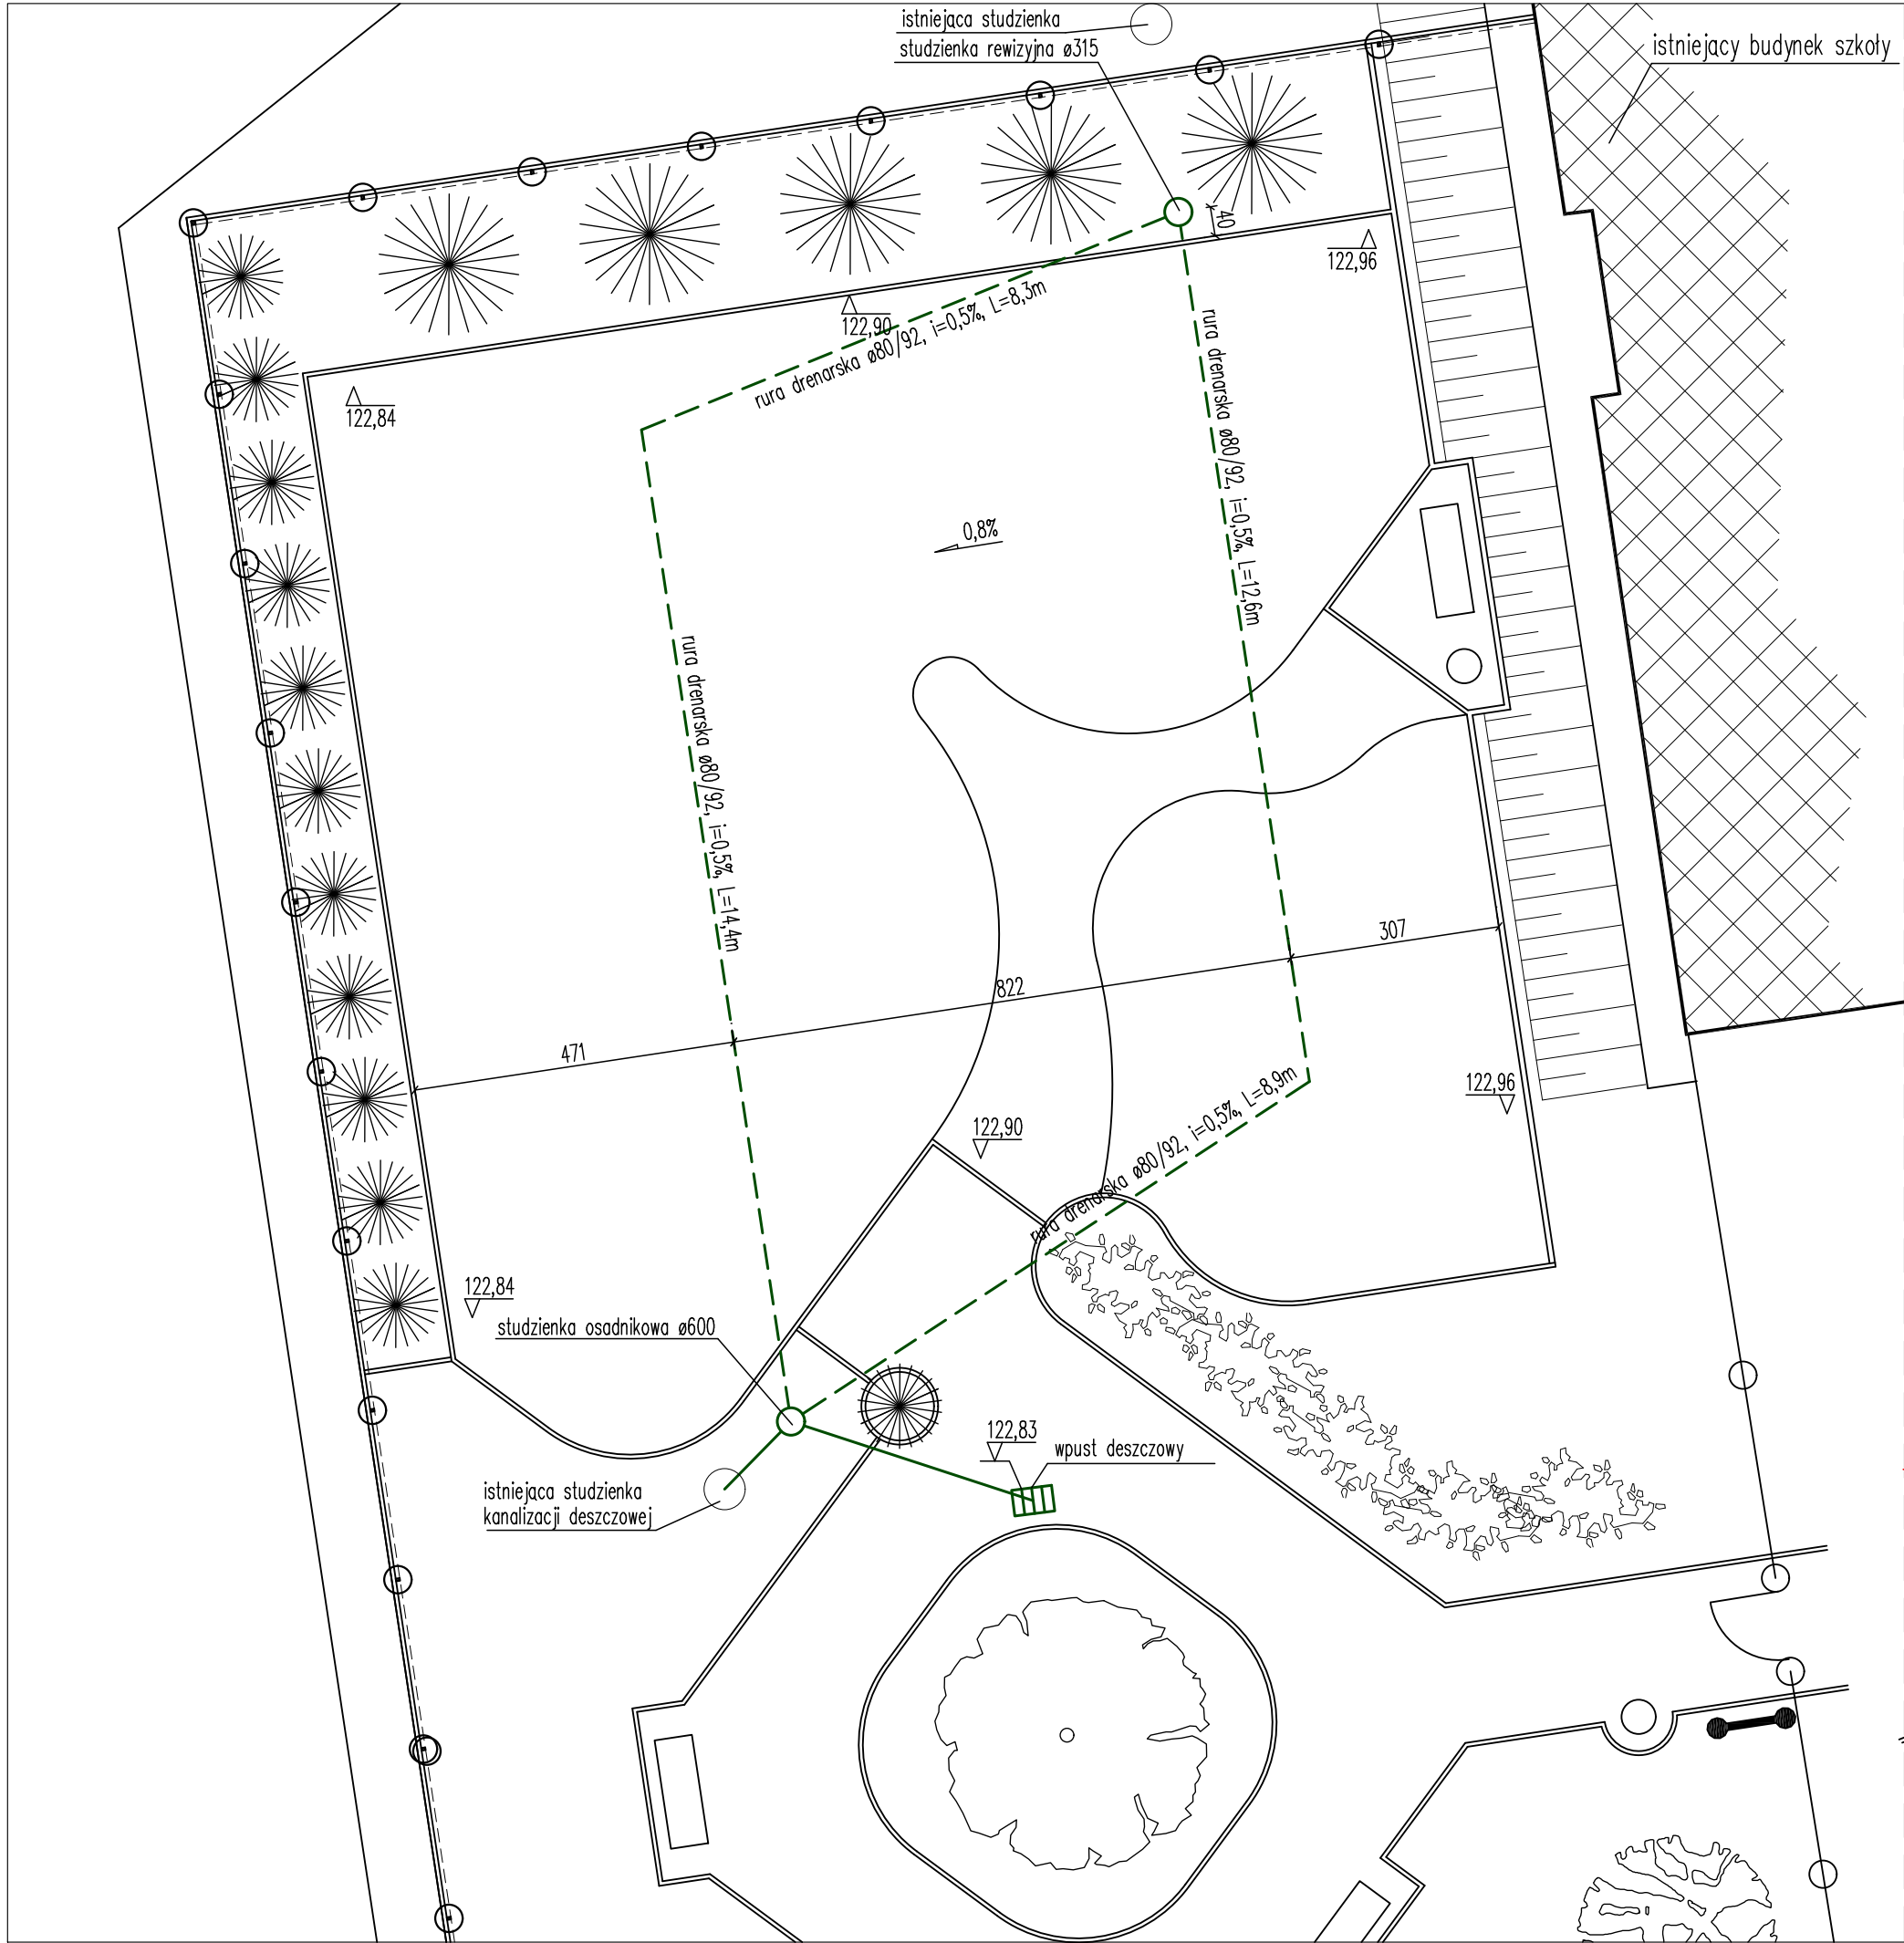 istniejąca studzienka
studzienka rewizyjna ø315
istniejący budynek szkoły
40
122,96
122,90
rura drenarska ø80/92, i=0,5%, L=8,3m
122,84
rura drenarska ø80/92, i=0,5%, L=12,6m
0,8%
rura drenarska ø80/92, i=0,5%, L=14,4m
307
822
471
122,96
rura drenarska ø80/92, i=0,5%, L=8,9m
122,90
122,84
studzienka osadnikowa ø600
122,83
wpust deszczowy
istniejąca studzienka
kanalizacji deszczowej